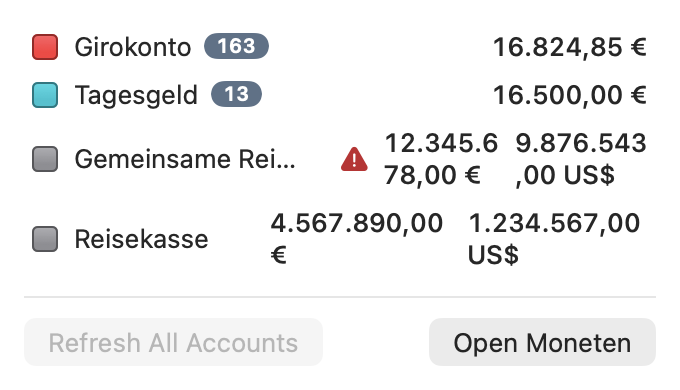 Girokonto 163 16.824,85 €
Tagesgeld 13 16.500,00 €
Gemeinsame Rei... 12.345.6 9.876.543
78,00 € ,00 US$
Reisekasse 4.567.890,00 1.234.567,00
€ US$
Refresh All Accounts Open Moneten